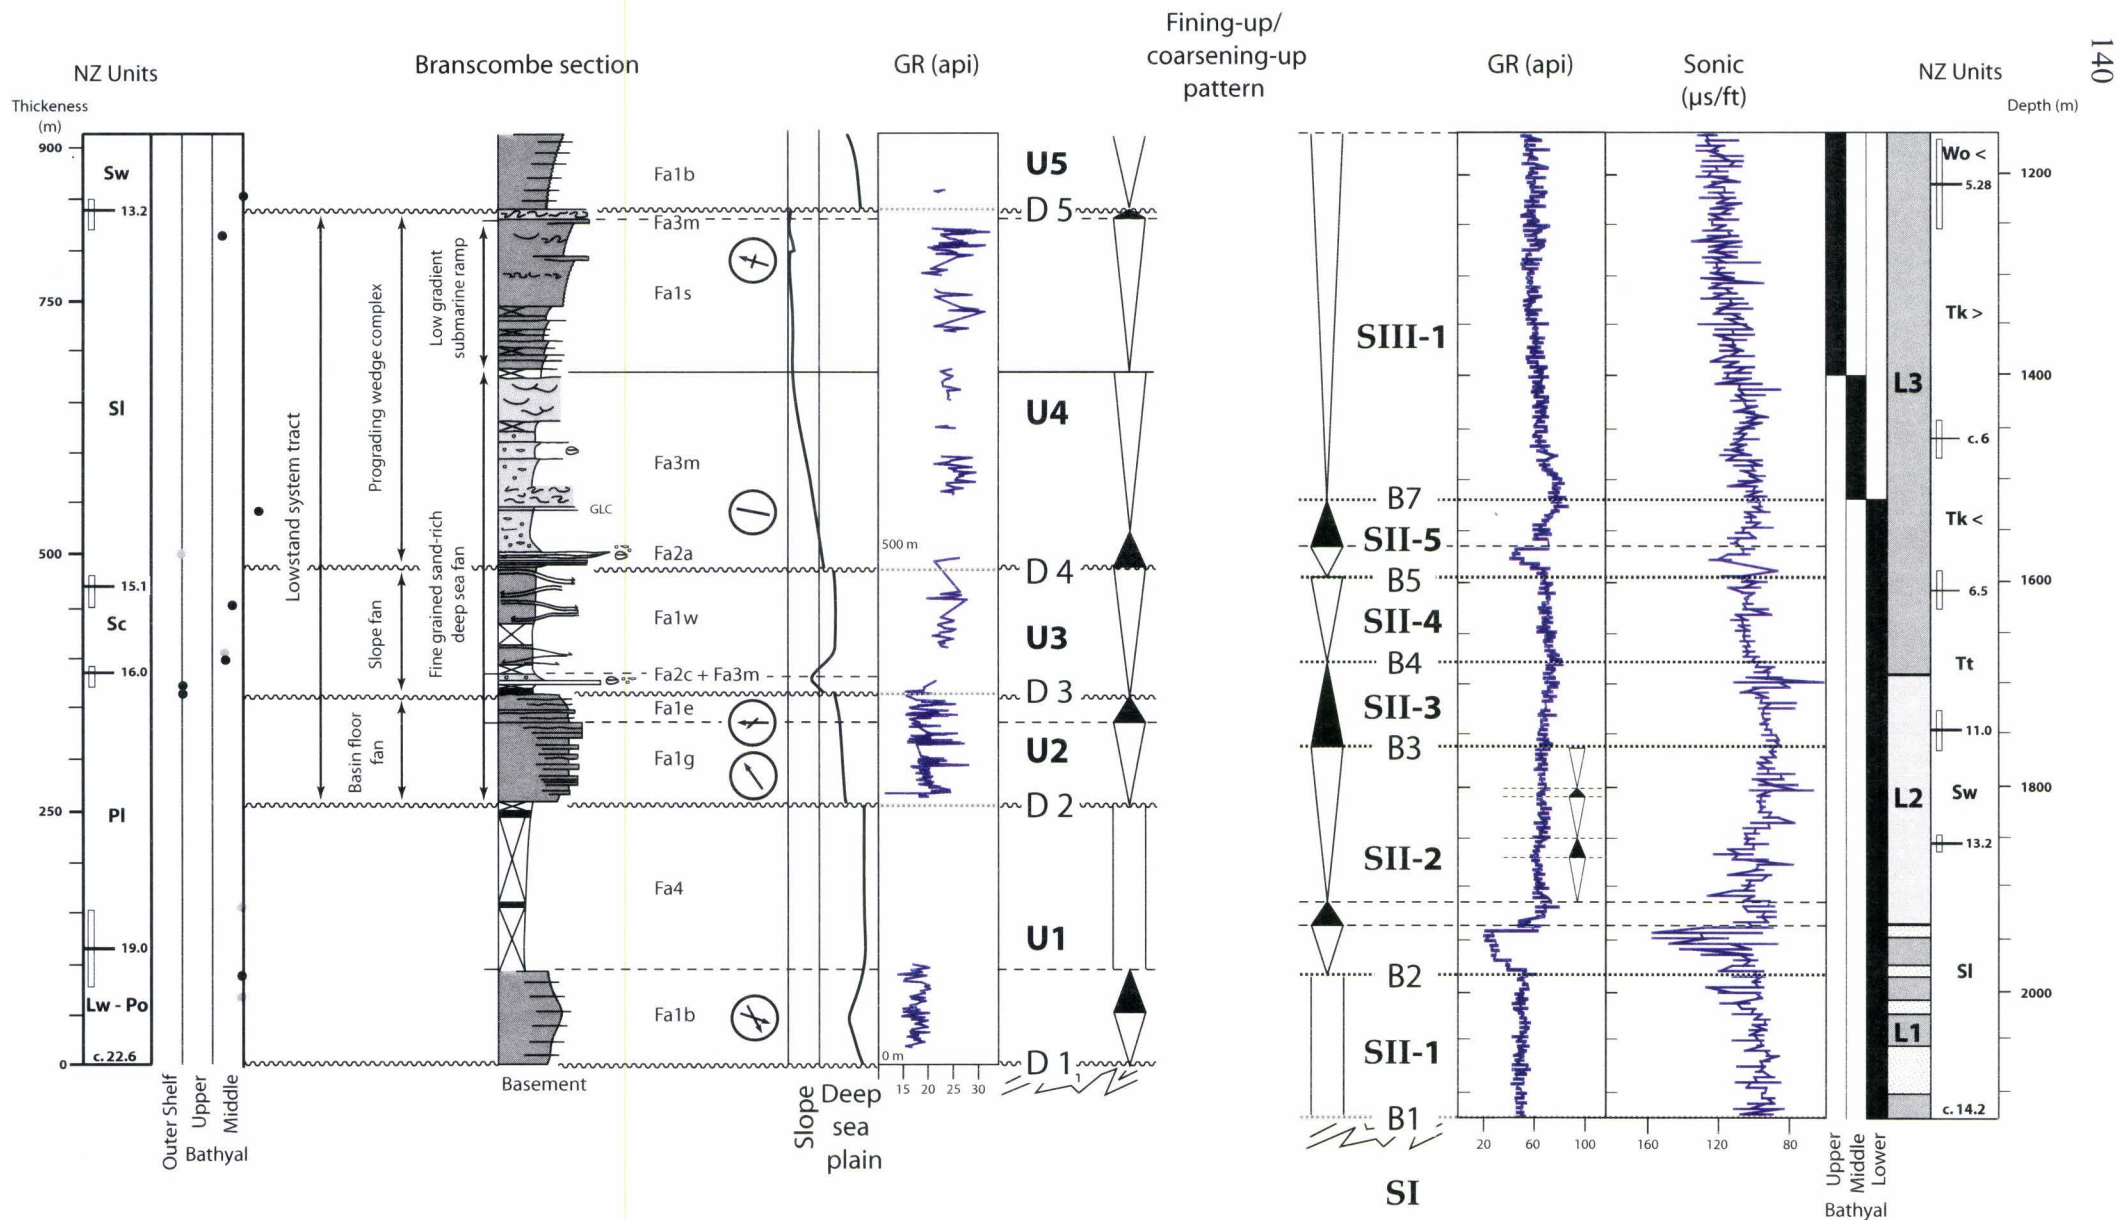 140
Fining-up/
coarsening-up
pattern
NZ Units
Branscombe section
GR (api)
GR (api)
Sonic
(µs/ft)
NZ Units
Thickeness
(m)
Depth (m)
900
750
500
250
0
Sw
13.2
Sl
15.1
Sc
16.0
Pl
19.0
Lw - Po
c. 22.6
Outer Shelf
Upper
Middle
Bathyal
Lowstand system tract
Prograding wedge complex
Slope fan
Basin floor
fan
Low gradient
submarine ramp
Fine grained sand-rich
deep sea fan
GLC
Basement
Fa1b
Fa3m
Fa1s
Fa3m
Fa2a
Fa1w
Fa2c + Fa3m
Fa1e
Fa1g
Fa4
Fa1b
Slope
Deep
sea
plain
500 m
0 m
15 20 25 30
U5
D 5
U4
D 4
U3
D 3
U2
D 2
U1
D 1
1
SIII-1
B7
SII-5
B5
SII-4
B4
SII-3
B3
SII-2
B2
SII-1
B1
SI
20 60 100
160 120 80
Upper
Middle
Lower
Bathyal
L3
L2
L1
Wo <
5.28
Tk >
c.6
Tk <
6.5
Tt
11.0
Sw
13.2
Sl
c. 14.2
1200
1400
1600
1800
2000